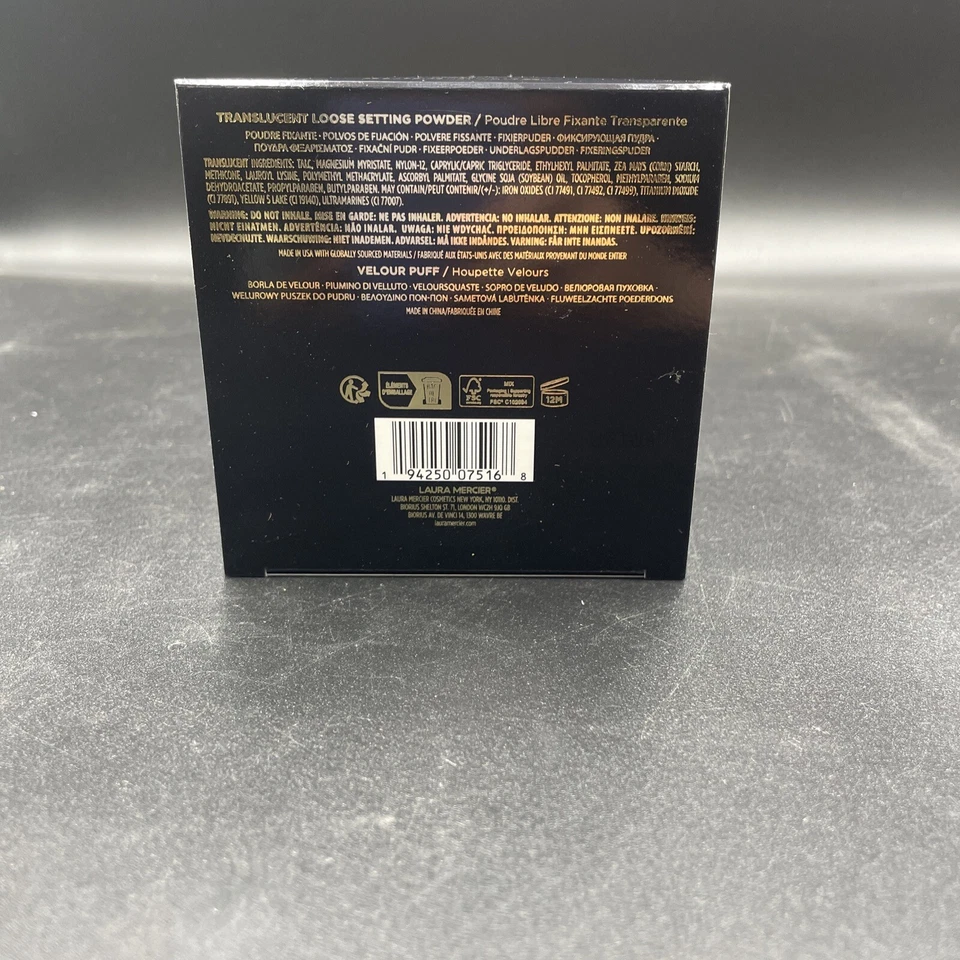 TRANSLUCENT LOOSE SETTING POWDER / Poudre Libre Fixante Transparente
POUDRE FIXANTE · POLVOS DE FIJACIÓN · POLVERE FISSANTE · FIXIERPUDER · ФИКСИРУЮЩАЯ ПУДРА ·
ΠΟΥΔΡΑ ΦΙΞΑΡΙΣΜΑΤΟΣ · FIXAČNÍ PUDR · FIXEERPOEDER · UNDERLAGSPUDDER · FIXERINGSPUDER
TRANSLUCENT INGREDIENTS: TALC, MAGNESIUM MYRISTATE, NYLON-12, CAPRYLIC/CAPRIC TRIGLYCERIDE, ETHYLHEXYL PALMITATE, ZEA MAYS (CORN) STARCH,
METHICONE, LAUROYL LYSINE, POLYMETHYL METHACRYLATE, ASCORBYL PALMITATE, GLYCINE SOJA (SOYBEAN) OIL, TOCOPHEROL, METHYLPARABEN, SODIUM
DEHYDROACETATE, PROPYLPARABEN, BUTYLPARABEN. MAY CONTAIN/PEUT CONTENIR/(+/-): IRON OXIDES (CI 77491, CI 77492, CI 77499), TITANIUM DIOXIDE
(CI 77891), YELLOW 5 LAKE (CI 19140), ULTRAMARINES (CI 77007).
WARNING: DO NOT INHALE. MISE EN GARDE: NE PAS INHALER. ADVERTENCIA: NO INHALAR. ATTENZIONE: NON INALARE. HINWEIS:
NICHT EINATMEN. ADVERTÊNCIA: NÃO INALAR. UWAGA: NIE WDYCHAĆ. ΠΡΟΕΙΔΟΠΟΙΗΣΗ: ΜΗΝ ΕΙΣΠΝΕΕΤΕ. UPOZORNĚNÍ:
NEVDECHUJTE. WAARSCHUWING: NIET INADEMEN. ADVARSEL: MÅ IKKE INDÅNDES. VARNING: FÅR INTE INANDAS.
MADE IN USA WITH GLOBALLY SOURCED MATERIALS / FABRIQUÉ AUX ÉTATS-UNIS AVEC DES MATÉRIAUX PROVENANT DU MONDE ENTIER
VELOUR PUFF / Houpette Velours
BORLA DE VELOUR · PIUMINO DI VELLUTO · VELOURSQUASTE · SOPRO DE VELUDO · ВЕЛЮРОВАЯ ПУХОВКА ·
WELUROWY PUSZEK DO PUDRU · ΒΕΛΟΥΔΙΝΟ ΠΟΝ-ΠΟΝ · SAMETOVÁ LABUTĚNKA · FLUWEELZACHTE POEDERDONS
MADE IN CHINA/FABRIQUÉE EN CHINE
ÉLÉMENTS
D'EMBALLAGE
FSC
MIX
Packaging | Supporting
responsible forestry
FSC® C102884
12M
1 94250 07516 8
LAURA MERCIER®
LAURA MERCIER COSMETICS NEW YORK, NY 10110. DIST.
BIORIUS SHELTON ST. 71, LONDON WC2H 9JQ GB
BIORIUS AV. DE VINCI 14, 1300 WAVRE BE
lauramercier.com